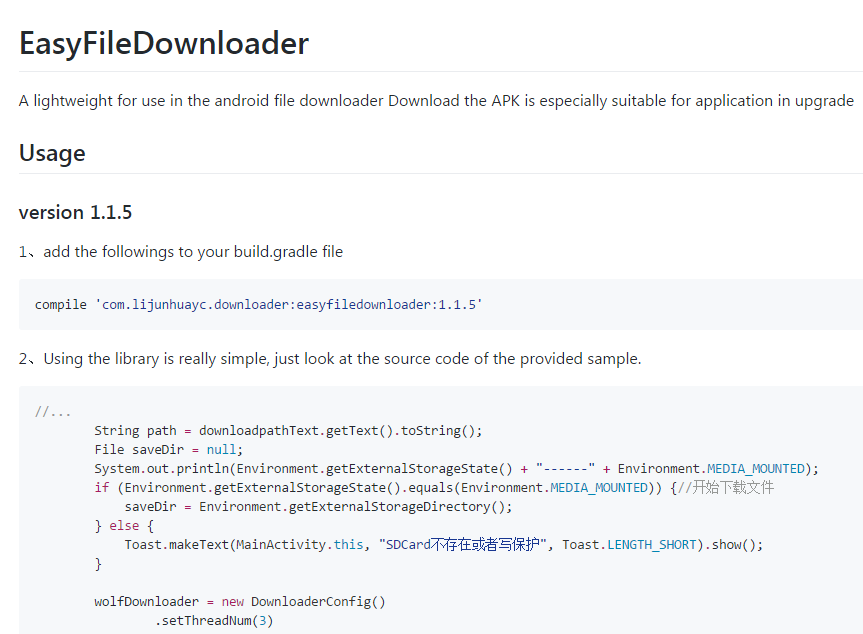 EasyFileDownloader
A lightweight for use in the android file downloader Download the APK is especially suitable for application in upgrade
Usage
version 1.1.5
1、add the followings to your build.gradle file
compile 'com.lijunhuayc.downloader:easyfiledownloader:1.1.5'
2、Using the library is really simple, just look at the source code of the provided sample.
//...
String path = downloadpathText.getText().toString();
File saveDir = null;
System.out.println(Environment.getExternalStorageState() + "------" + Environment.MEDIA_MOUNTED);
if (Environment.getExternalStorageState().equals(Environment.MEDIA_MOUNTED)) {//开始下载文件
saveDir = Environment.getExternalStorageDirectory();
} else {
Toast.makeText(MainActivity.this, "SDCard不存在或者写保护", Toast.LENGTH_SHORT).show();
}
wolfDownloader = new DownloaderConfig()
.setThreadNum(3)